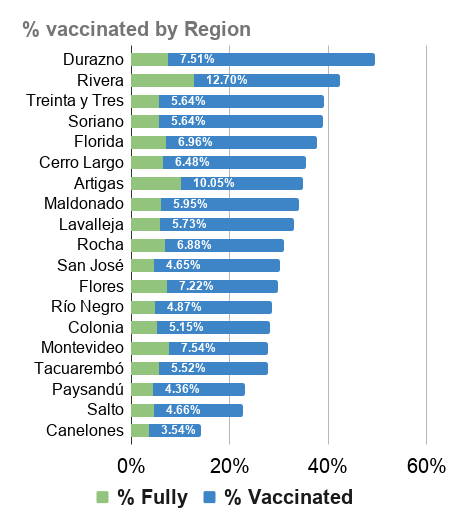 % vaccinated by Region
Durazno 7.51%
Rivera 12.70%
Treinta y Tres 5.64%
Soriano 5.64%
Florida 6.96%
Cerro Largo 6.48%
Artigas 10.05%
Maldonado 5.95%
Lavalleja 5.73%
Rocha 6.88%
San José 4.65%
Flores 7.22%
Río Negro 4.87%
Colonia 5.15%
Montevideo 7.54%
Tacuarembó 5.52%
Paysandú 4.36%
Salto 4.66%
Canelones 3.54%
0% 20% 40% 60%
% Fully % Vaccinated